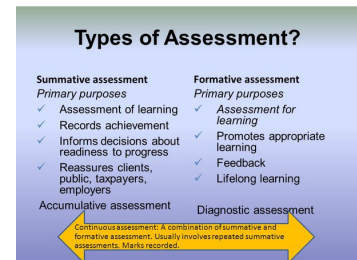 Types of Assessment?
Summative assessment
Primary purposes
✓ Assessment of learning
✓ Records achievement
✓ Informs decisions about
readiness to progress
✓ Reassures clients,
public, taxpayers,
employers
Accumulative assessment
Formative assessment
Primary purposes
✓ Assessment for
learning
✓ Promotes appropriate
learning
✓ Feedback
✓ Lifelong learning
Diagnostic assessment
Continuous assessment: A combination of summative and
formative assessment. Usually involves repeated summative
assessments. Marks recorded.